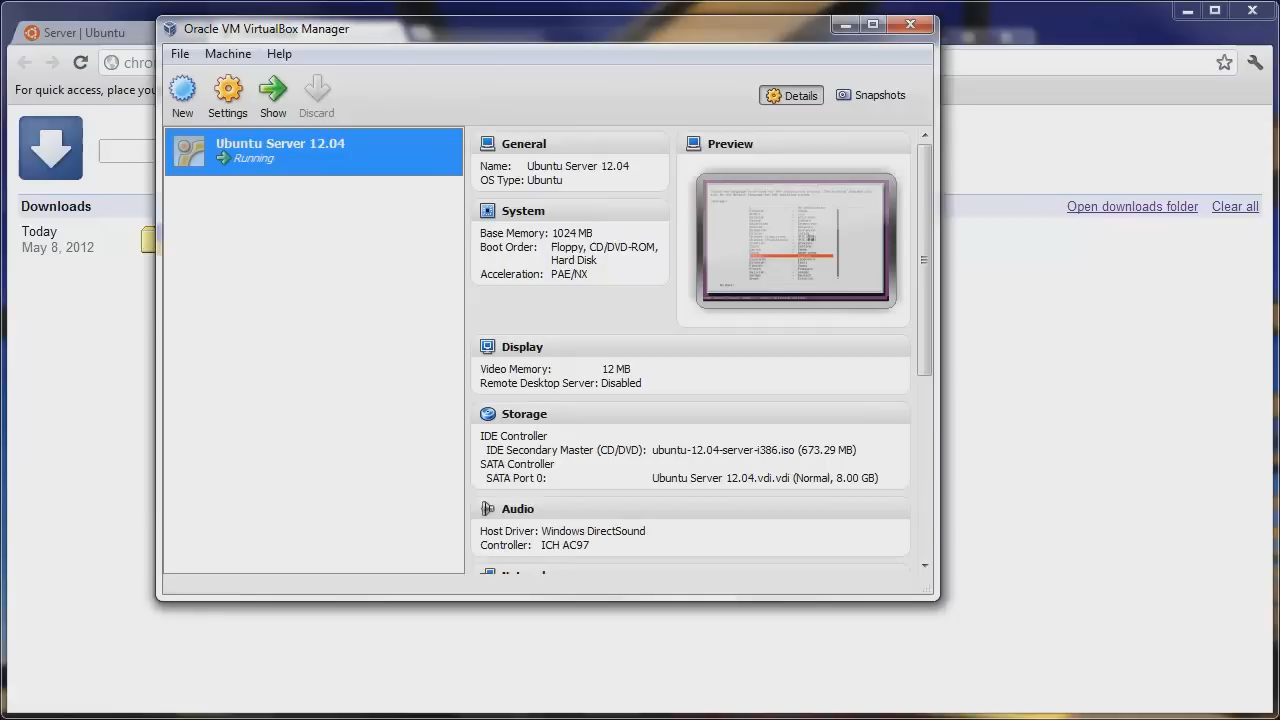 Server | Ubuntu
Oracle VM VirtualBox Manager
chro
For quick access, place you
File Machine Help
New Settings Show Discard
Details Snapshots
Ubuntu Server 12.04
Running
General
Name: Ubuntu Server 12.04
OS Type: Ubuntu
System
Base Memory: 1024 MB
Boot Order: Floppy, CD/DVD-ROM,
Hard Disk
Acceleration: PAE/NX
Preview
Display
Video Memory: 12 MB
Remote Desktop Server: Disabled
Storage
IDE Controller
IDE Secondary Master (CD/DVD): ubuntu-12.04-server-i386.iso (673.29 MB)
SATA Controller
SATA Port 0: Ubuntu Server 12.04.vdi.vdi (Normal, 8.00 GB)
Audio
Host Driver: Windows DirectSound
Controller: ICH AC97
Downloads
Open downloads folder Clear all
Today
May 8, 2012